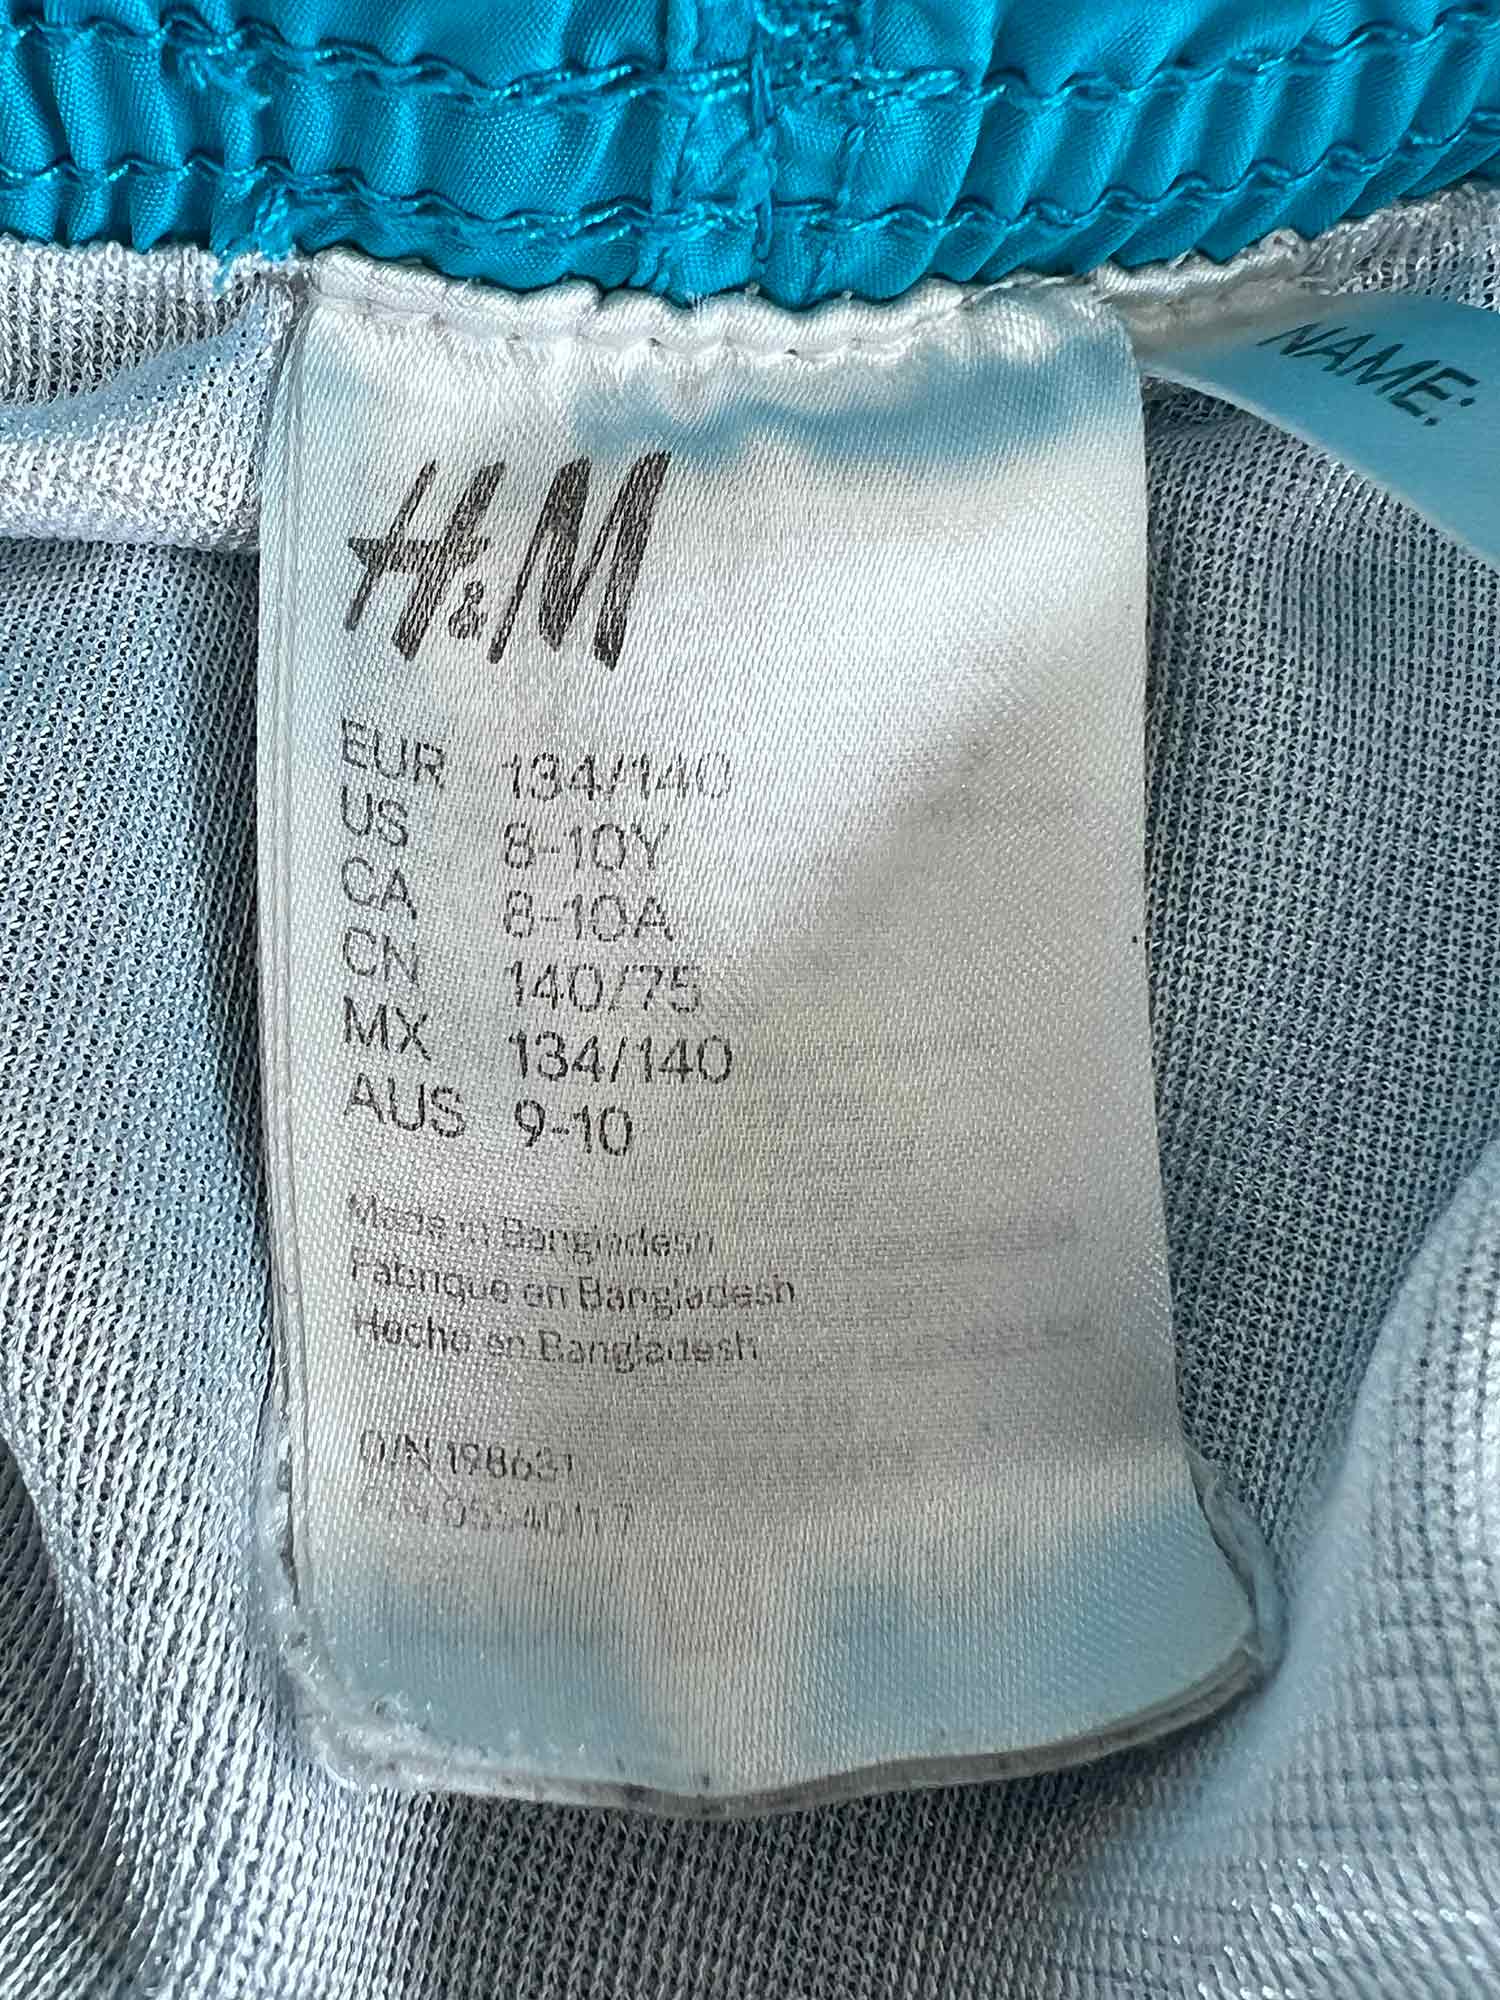 H&M
NAME:
EUR 134/140
US 8-10Y
CA 8-10A
CN 140/75
MX 134/140
AUS 9-10
Made in Bangladesh
Fabriqué en Bangladesh
Hecho en Bangladesh
O/N 198631